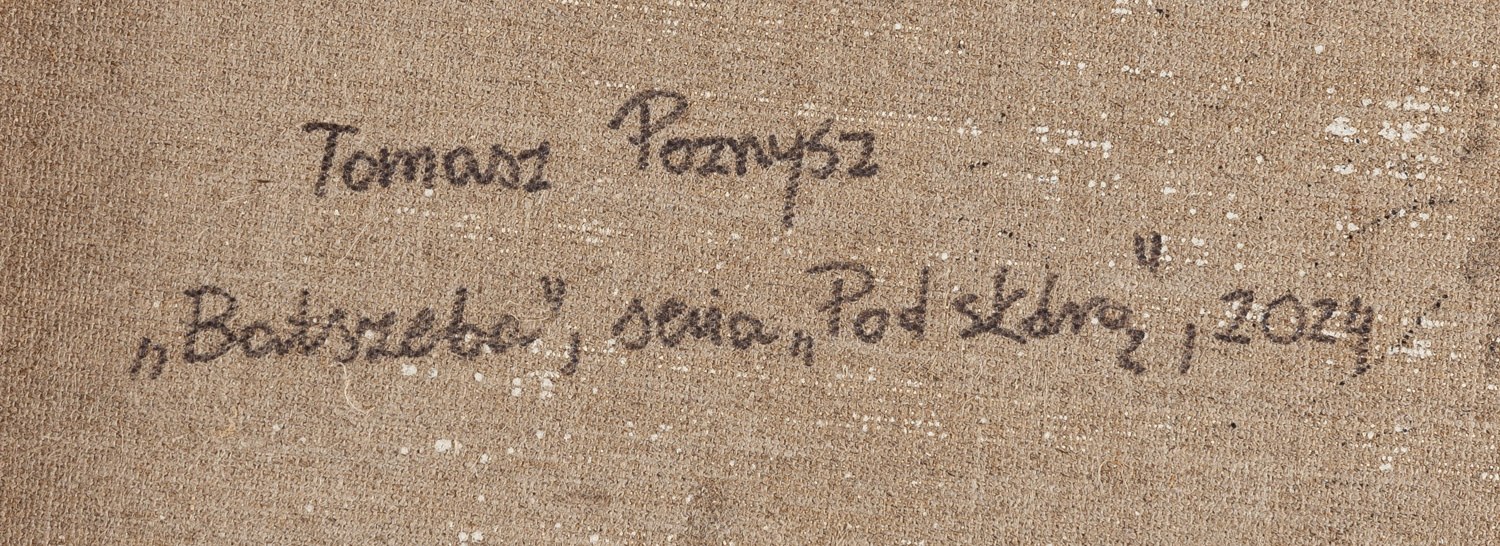 Tomasz Poznysz
„Batszeba”, seria „Pod skórą”, 2024